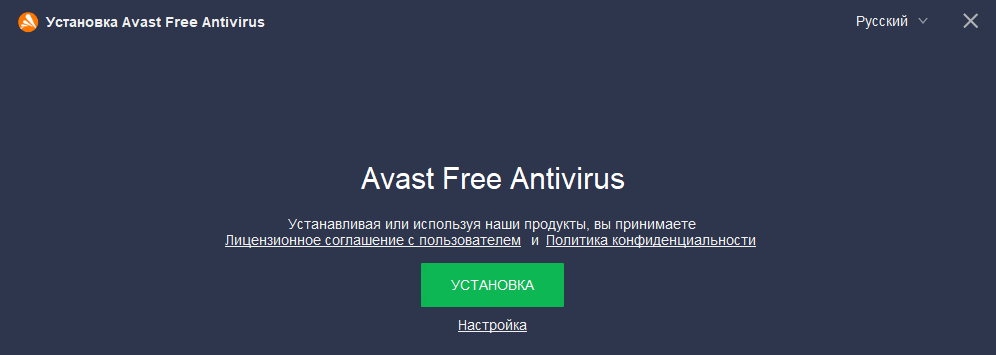 Установка Avast Free Antivirus
Русский
Avast Free Antivirus
Устанавливая или используя наши продукты, вы принимаете
Лицензионное соглашение с пользователем и Политика конфиденциальности
УСТАНОВКА
Настройка